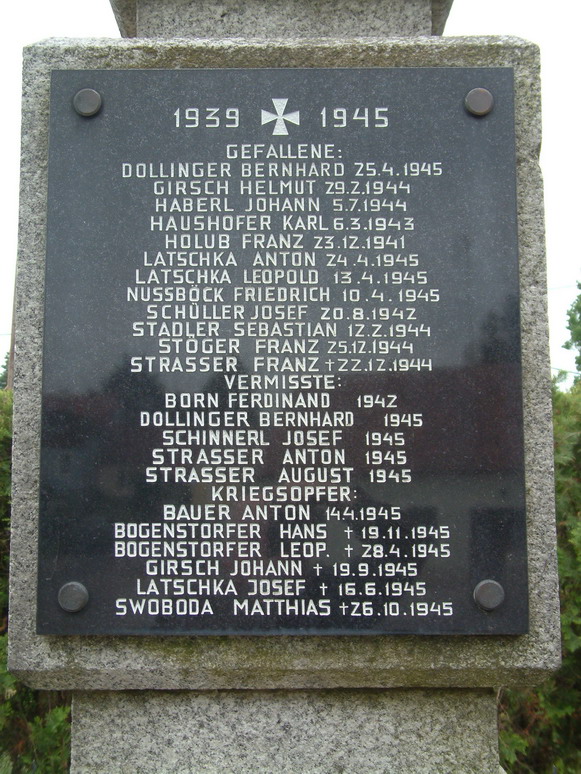 1939 1945
GEFALLENE:
DOLLINGER BERNHARD 25.4.1945
GIRSCH HELMUT 29.2.1944
HABERL JOHANN 5.7.1944
HAUSHOFER KARL 6.3.1943
HOLUB FRANZ 23.12.1941
LATSCHKA ANTON 24.4.1945
LATSCHKA LEOPOLD 13.4.1945
NUSSBÖCK FRIEDRICH 10.4.1945
SCHÜLLER JOSEF 20.8.1942
STADLER SEBASTIAN 12.2.1944
STÖGER FRANZ 25.12.1944
STRASSER FRANZ †22.12.1944
VERMISSTE:
BORN FERDINAND 1942
DOLLINGER BERNHARD 1945
SCHINNERL JOSEF 1945
STRASSER ANTON 1945
STRASSER AUGUST 1945
KRIEGSOPFER:
BAUER ANTON 14.4.1945
BOGENSTORFER HANS † 19.11.1945
BOGENSTORFER LEOP. † 28.4.1945
GIRSCH JOHANN † 19.9.1945
LATSCHKA JOSEF † 16.6.1945
SWOBODA MATTHIAS †26.10.1945